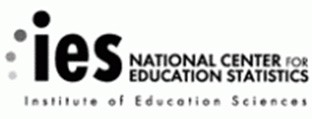 ies NATIONAL CENTER FOR
EDUCATION STATISTICS
Institute of Education Sciences